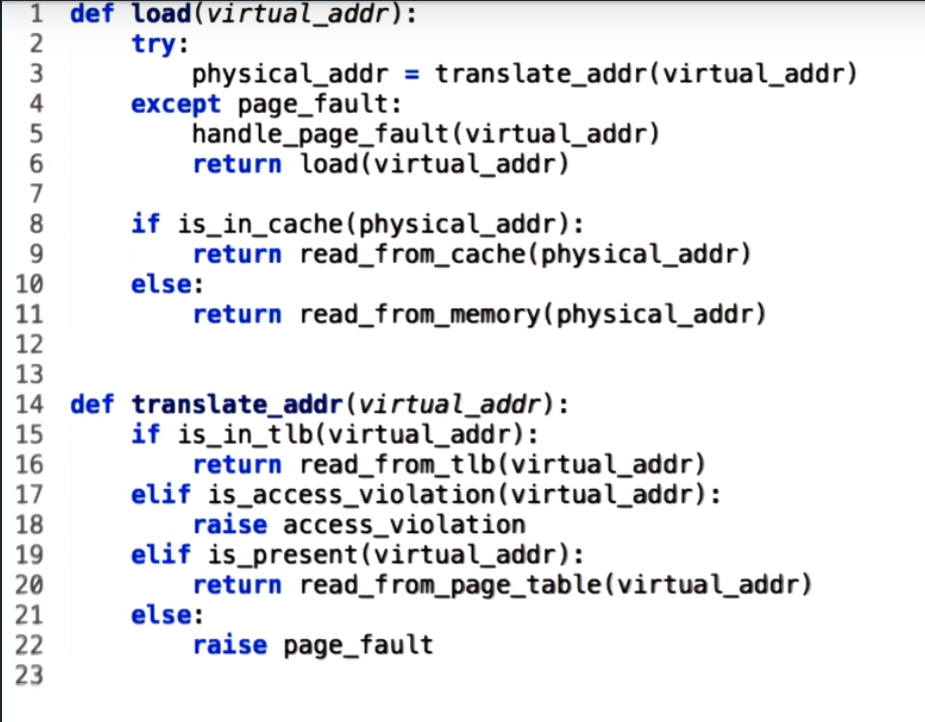 1 def load(virtual_addr):
2     try:
3         physical_addr = translate_addr(virtual_addr)
4     except page_fault:
5         handle_page_fault(virtual_addr)
6         return load(virtual_addr)
7
8     if is_in_cache(physical_addr):
9         return read_from_cache(physical_addr)
10     else:
11         return read_from_memory(physical_addr)
12
13
14 def translate_addr(virtual_addr):
15     if is_in_tlb(virtual_addr):
16         return read_from_tlb(virtual_addr)
17     elif is_access_violation(virtual_addr):
18         raise access_violation
19     elif is_present(virtual_addr):
20         return read_from_page_table(virtual_addr)
21     else:
22         raise page_fault
23